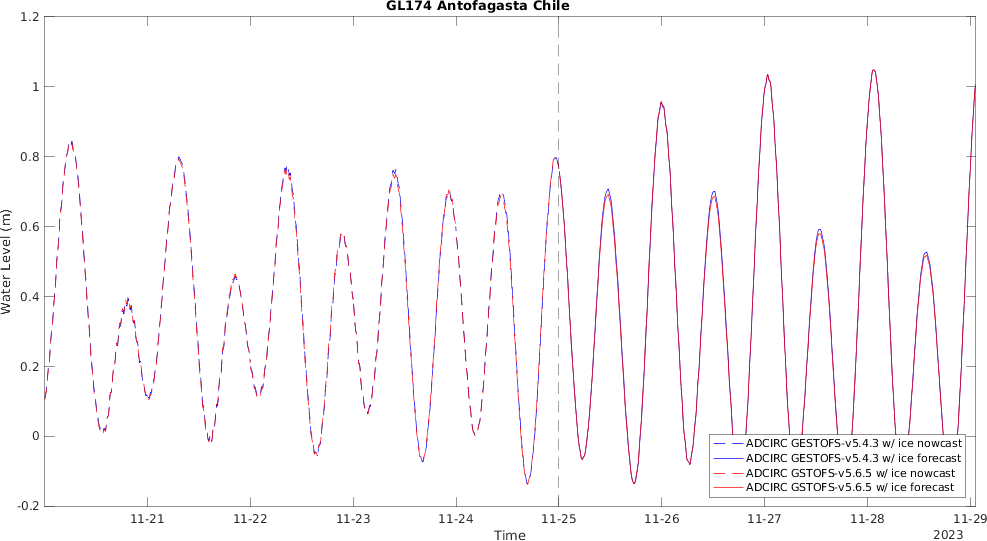 GL174 Antofagasta Chile
1.2
1
0.8
0.6
0.4
0.2
0
-0.2
Water Level (m)
11-21
11-22
11-23
11-24
11-25
11-26
11-27
11-28
11-29
Time
2023
ADCIRC GESTOFS-v5.4.3 w/ ice nowcast
ADCIRC GESTOFS-v5.4.3 w/ ice forecast
ADCIRC GSTOFS-v5.6.5 w/ ice nowcast
ADCIRC GSTOFS-v5.6.5 w/ ice forecast